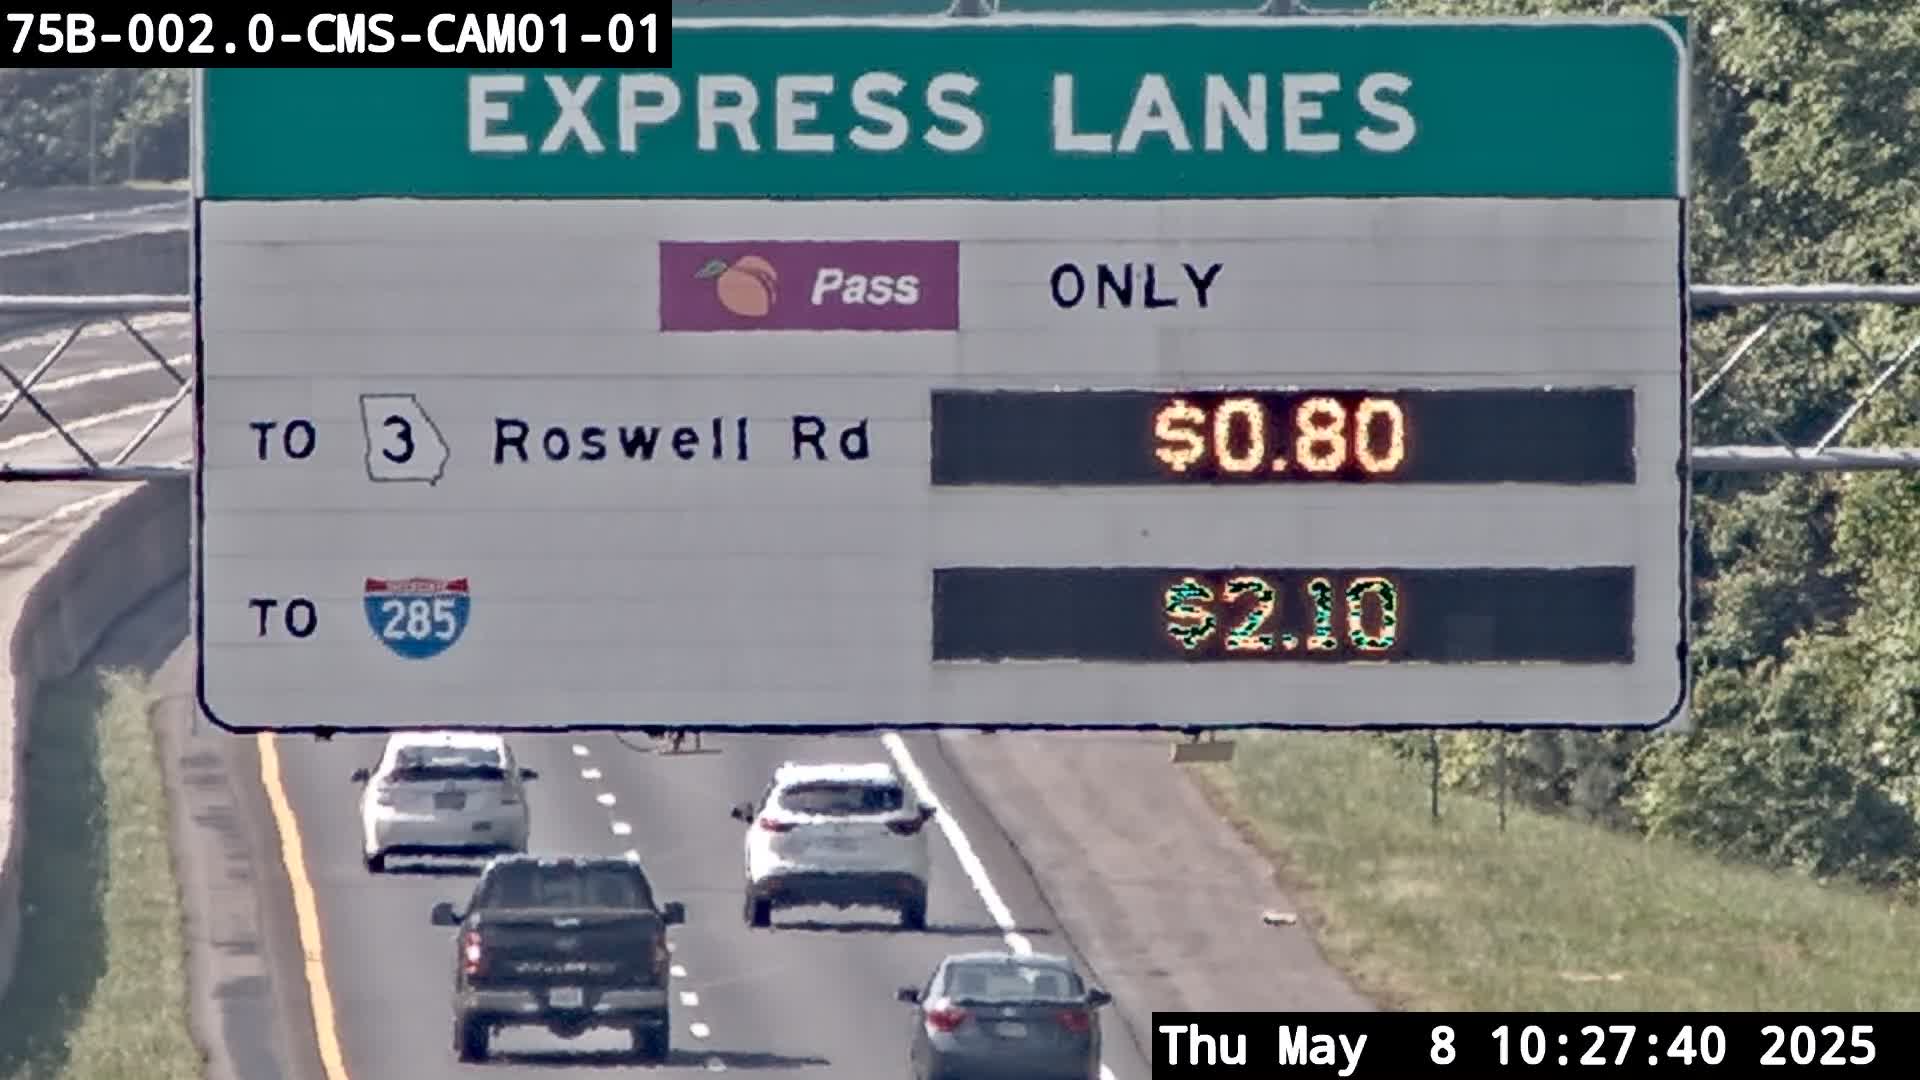 75B-002.0-CMS-CAM01-01
EXPRESS LANES
Pass ONLY
TO 3 Roswell Rd $0.80
TO 285 $2.10
Thu May 8 10:27:40 2025